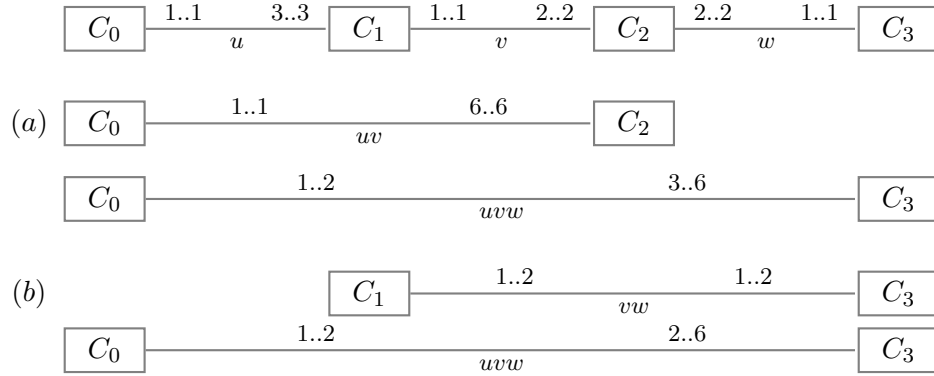 C₀ 1..1 3..3 C₁ 1..1 2..2 C₂ 2..2 1..1 C₃
u v w
(a) C₀ 1..1 6..6 C₂
uv
C₀ 1..2 3..6 C₃
uvw
(b) C₁ 1..2 1..2 C₃
vw
C₀ 1..2 2..6 C₃
uvw